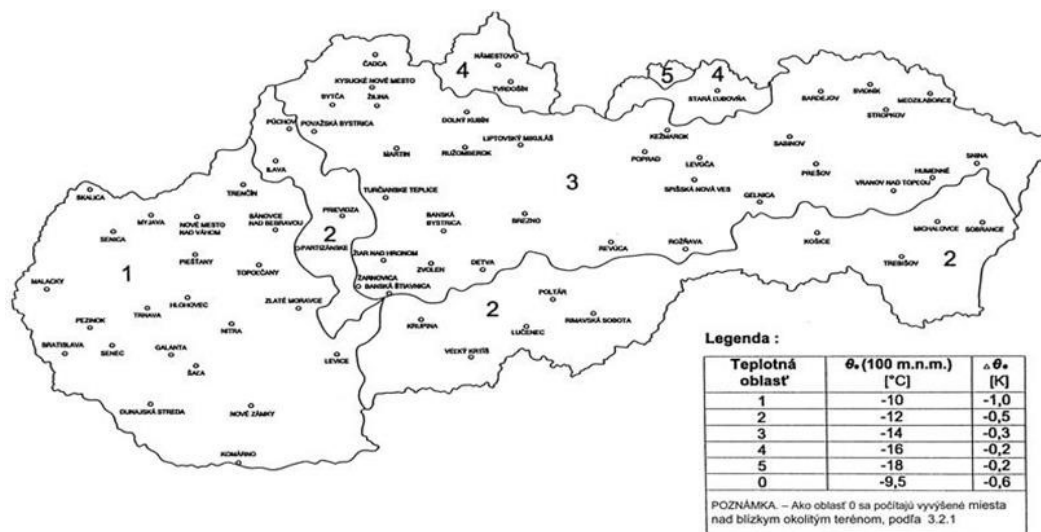 ČADCA
4
NÁMESTOVO
TVRDOŠÍN
5
4
STARÁ ĽUBOVŇA
KYSUCKÉ NOVÉ MESTO
BYTČA
ŽILINA
BARDEJOV
SVIDNÍK
MEDZILABORCE
STROPKOV
PÚCHOV
POVAŽSKÁ BYSTRICA
DOLNÝ KUBÍN
LIPTOVSKÝ MIKULÁŠ
KEŽMAROK
SABINOV
MARTIN
RUŽOMBEROK
POPRAD
LEVOČA
ILAVA
PREŠOV
SNINA
HUMENNÉ
TRENČÍN
TURČIANSKE TEPLICE
3
SPIŠSKÁ NOVÁ VES
GELNICA
VRANOV NAD TOPĽOU
SKALICA
MYJAVA
NOVÉ MESTO
NAD VÁHOM
BÁNOVCE
NAD BEBRAVOU
PRIEVIDZA
BANSKÁ
BYSTRICA
BREZNO
MICHALOVCE
SOBRANCE
SENICA
2
PARTIZÁNSKE
REVÚCA
ROŽŇAVA
KOŠICE
1
PIEŠŤANY
TOPOĽČANY
ŽIAR NAD HRONOM
ZVOLEN
DETVA
TREBIŠOV
2
MALACKY
ŽARNOVICA
BANSKÁ ŠTIAVNICA
HLOHOVEC
ZLATÉ MORAVCE
POLTÁR
PEZINOK
TRNAVA
NITRA
KRUPINA
2
LUČENEC
RIMAVSKÁ SOBOTA
BRATISLAVA
SENEC
GALANTA
ŠAĽA
LEVICE
VEĽKÝ KRTÍŠ
DUNAJSKÁ STREDA
NOVÉ ZÁMKY
KOMÁRNO
Legenda :
Teplotná oblasť θₑ (100 m.n.m.) [°C] Δθₑ [K]
1 -10 -1,0
2 -12 -0,5
3 -14 -0,3
4 -16 -0,2
5 -18 -0,2
0 -9,5 -0,6
POZNÁMKA. – Ako oblasť 0 sa počítajú vyvýšené miesta
nad blízkym okolitým terénom, podľa 3.2.1